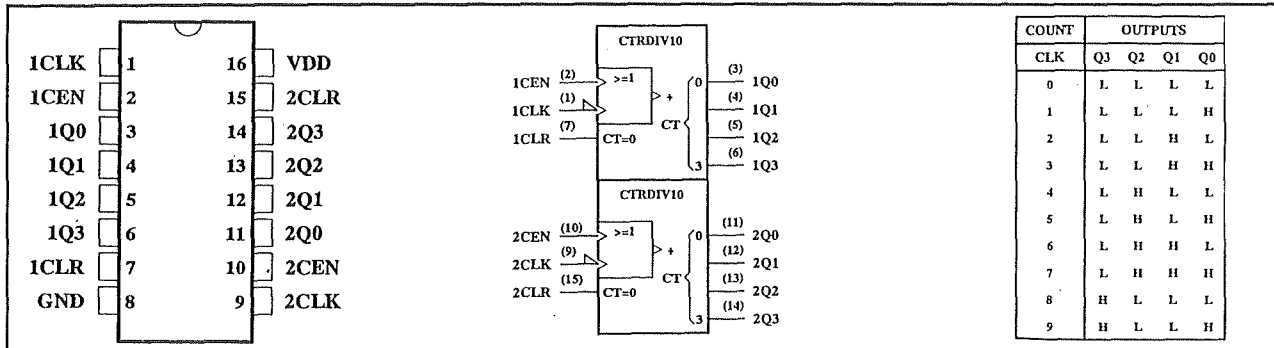 1CLK 1 16 VDD
1CEN 2 15 2CLR
1Q0 3 14 2Q3
1Q1 4 13 2Q2
1Q2 5 12 2Q1
1Q3 6 11 2Q0
1CLR 7 10 2CEN
GND 8 9 2CLK
CTRDIV10
1CEN (2) >=1 0 (3) 1Q0
1CLK (1) + (4) 1Q1
1CLR (7) CT=0 CT (5) 1Q2
3 (6) 1Q3
CTRDIV10
2CEN (10) >=1 0 (11) 2Q0
2CLK (9) + (12) 2Q1
2CLR (15) CT=0 CT (13) 2Q2
3 (14) 2Q3
COUNT OUTPUTS
CLK Q3 Q2 Q1 Q0
0 L L L L
1 L L L H
2 L L H L
3 L L H H
4 L H L L
5 L H L H
6 L H H L
7 L H H H
8 H L L L
9 H L L H